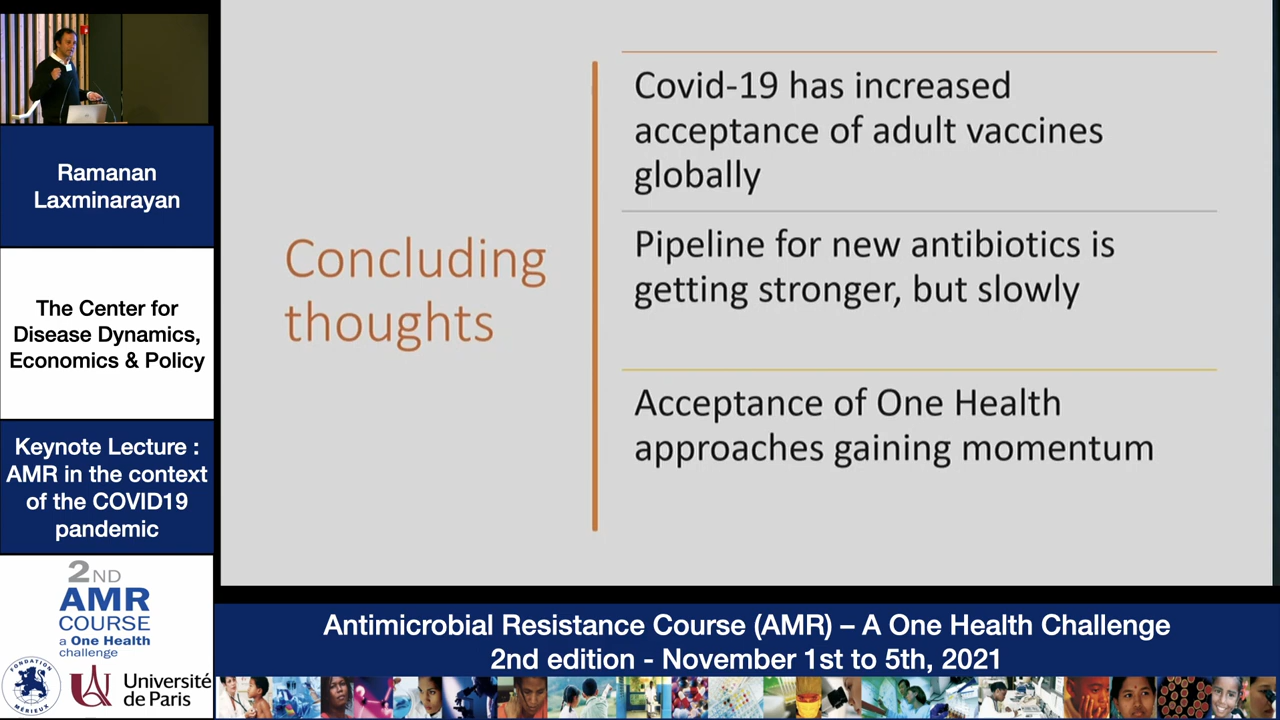 Ramanan
Laxminarayan
The Center for
Disease Dynamics,
Economics & Policy
Keynote Lecture :
AMR in the context
of the COVID19
pandemic
2ND
AMR
COURSE
a One Health
challenge
FONDATION
MÉRIEUX
Université
de Paris
Concluding
thoughts
Covid-19 has increased
acceptance of adult vaccines
globally
Pipeline for new antibiotics is
getting stronger, but slowly
Acceptance of One Health
approaches gaining momentum
Antimicrobial Resistance Course (AMR) – A One Health Challenge
2nd edition - November 1st to 5th, 2021